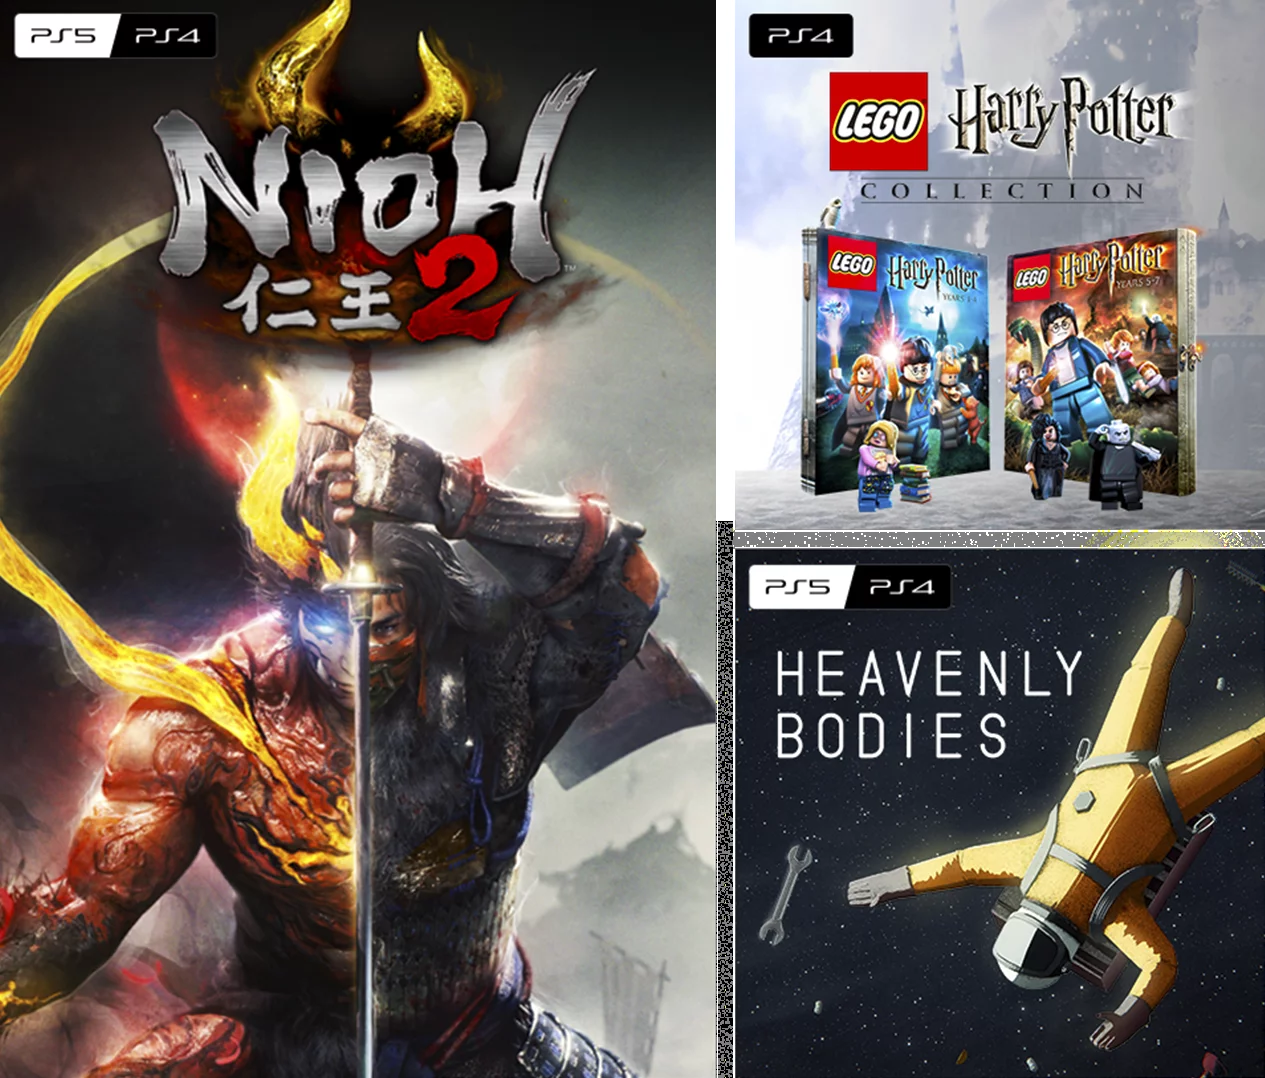 PS5 PS4
NIOH
仁王2
™
PS4
LEGO Harry Potter
COLLECTION
LEGO Harry Potter
YEARS 1-4
LEGO Harry Potter
YEARS 5-7
PS5 PS4
HEAVENLY
BODIES